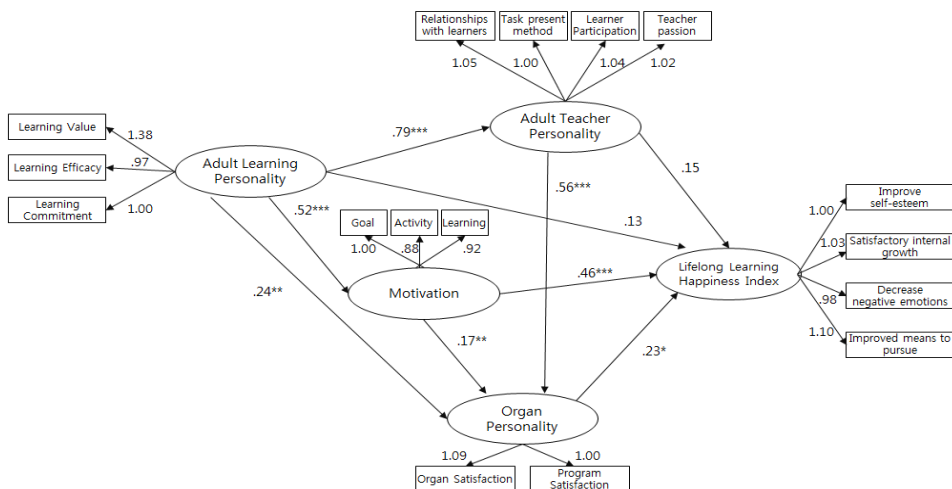 Relationships
with learners
Task present
method
Learner
Participation
Teacher
passion
1.05
1.00
1.04
1.02
Adult Teacher
Personality
Learning Value
Learning Efficacy
Learning
Commitment
1.38
.97
1.00
Adult Learning
Personality
.79***
.52***
.24**
.13
.56***
.15
Goal
Activity
Learning
1.00
.88
.92
Motivation
.46***
.17**
Lifelong Learning
Happiness Index
.23*
1.00
1.03
.98
1.10
Improve
self-esteem
Satisfactory internal
growth
Decrease
negative emotions
Improved means to
pursue
Organ
Personality
1.09
1.00
Organ Satisfaction
Program
Satisfaction